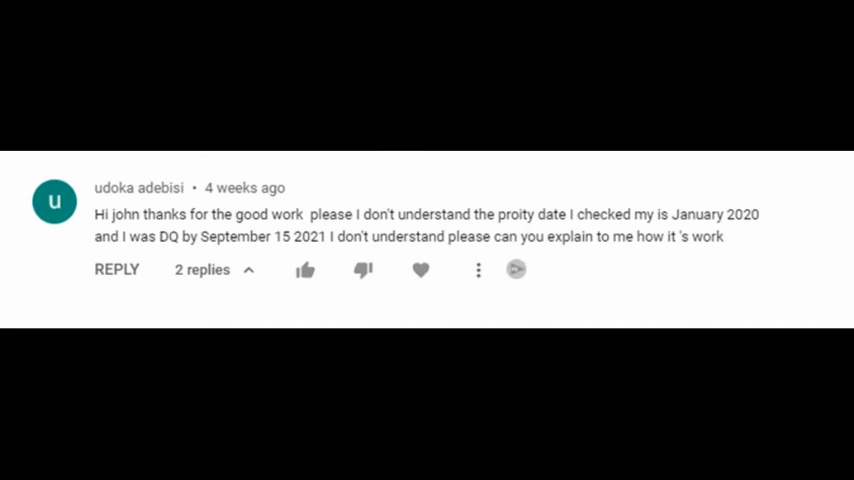 u
udoka adebisi • 4 weeks ago
Hi john thanks for the good work please I don't understand the proity date I checked my is January 2020
and I was DQ by September 15 2021 I don't understand please can you explain to me how it 's work
REPLY 2 replies